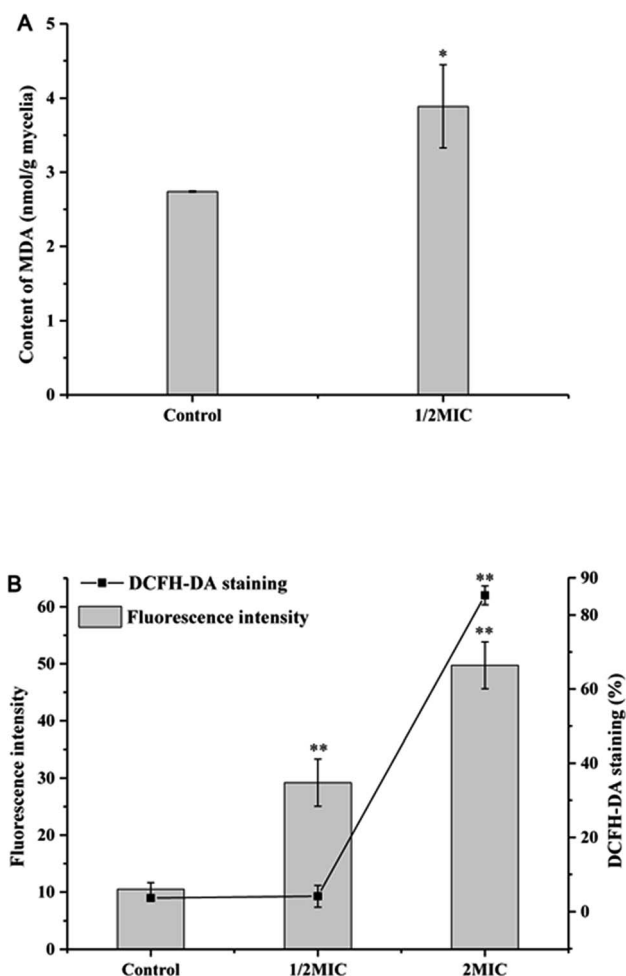 A
5
4
3
2
1
0
Content of MDA (nmol/g mycelia)
*
Control
1/2MIC
B
DCFH-DA staining
Fluorescence intensity
60
50
40
30
20
10
0
Fluorescence intensity
**
**
**
90
80
60
40
20
0
DCFH-DA staining (%)
Control
1/2MIC
2MIC